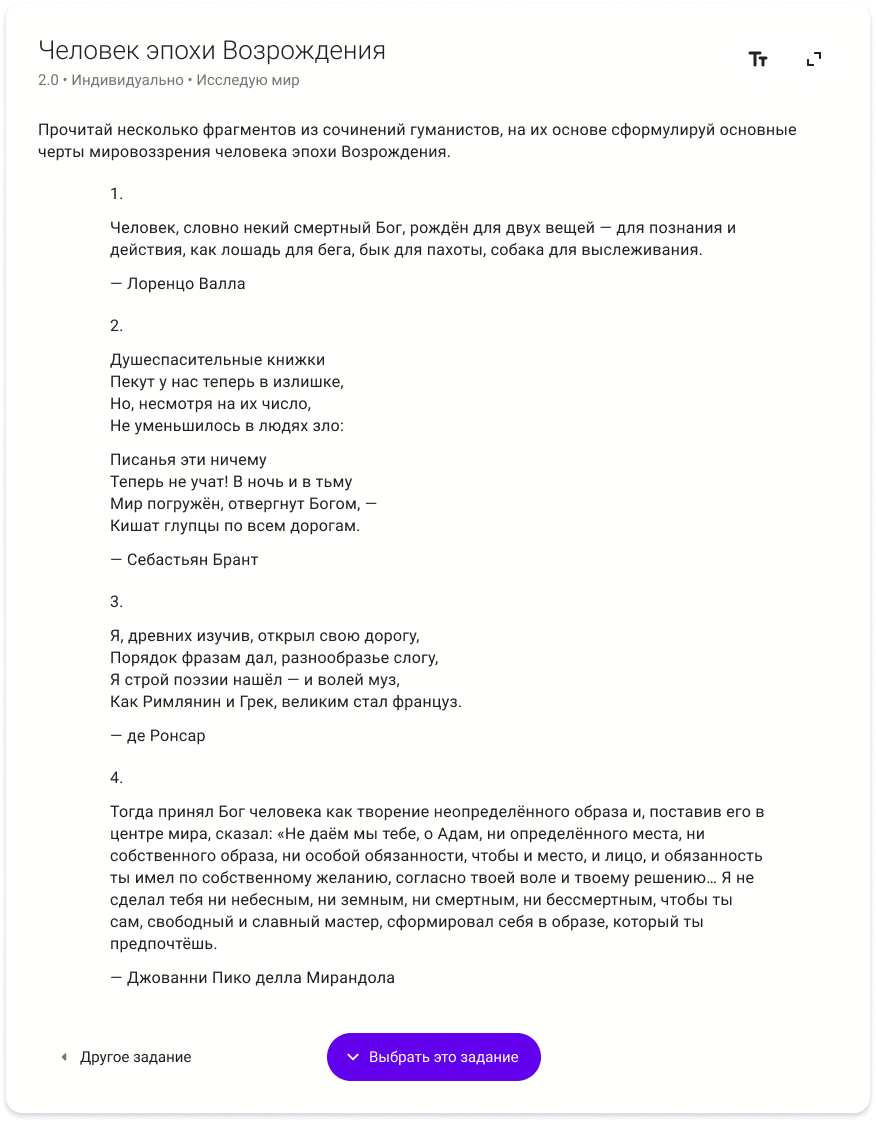 Человек эпохи Возрождения
Тт
2.0 • Индивидуально • Исследую мир
Прочитай несколько фрагментов из сочинений гуманистов, на их основе сформулируй основные
черты мировоззрения человека эпохи Возрождения.
1.
Человек, словно некий смертный Бог, рождён для двух вещей — для познания и
действия, как лошадь для бега, бык для пахоты, собака для выслеживания.
— Лоренцо Валла
2.
Душеспасительные книжки
Пекут у нас теперь в излишке,
Но, несмотря на их число,
Не уменьшилось в людях зло:
Писанья эти ничему
Теперь не учат! В ночь и в тьму
Мир погружён, отвергнут Богом, —
Кишат глупцы по всем дорогам.
— Себастьян Брант
3.
Я, древних изучив, открыл свою дорогу,
Порядок фразам дал, разнообразье слогу,
Я строй поэзии нашёл — и волей муз,
Как Римлянин и Грек, великим стал француз.
— де Ронсар
4.
Тогда принял Бог человека как творение неопределённого образа и, поставив его в
центре мира, сказал: «Не даём мы тебе, о Адам, ни определённого места, ни
собственного образа, ни особой обязанности, чтобы и место, и лицо, и обязанность
ты имел по собственному желанию, согласно твоей воле и твоему решению... Я не
сделал тебя ни небесным, ни земным, ни смертным, ни бессмертным, чтобы ты
сам, свободный и славный мастер, сформировал себя в образе, который ты
предпочтёшь.
— Джованни Пико делла Мирандола
Другое задание
Выбрать это задание